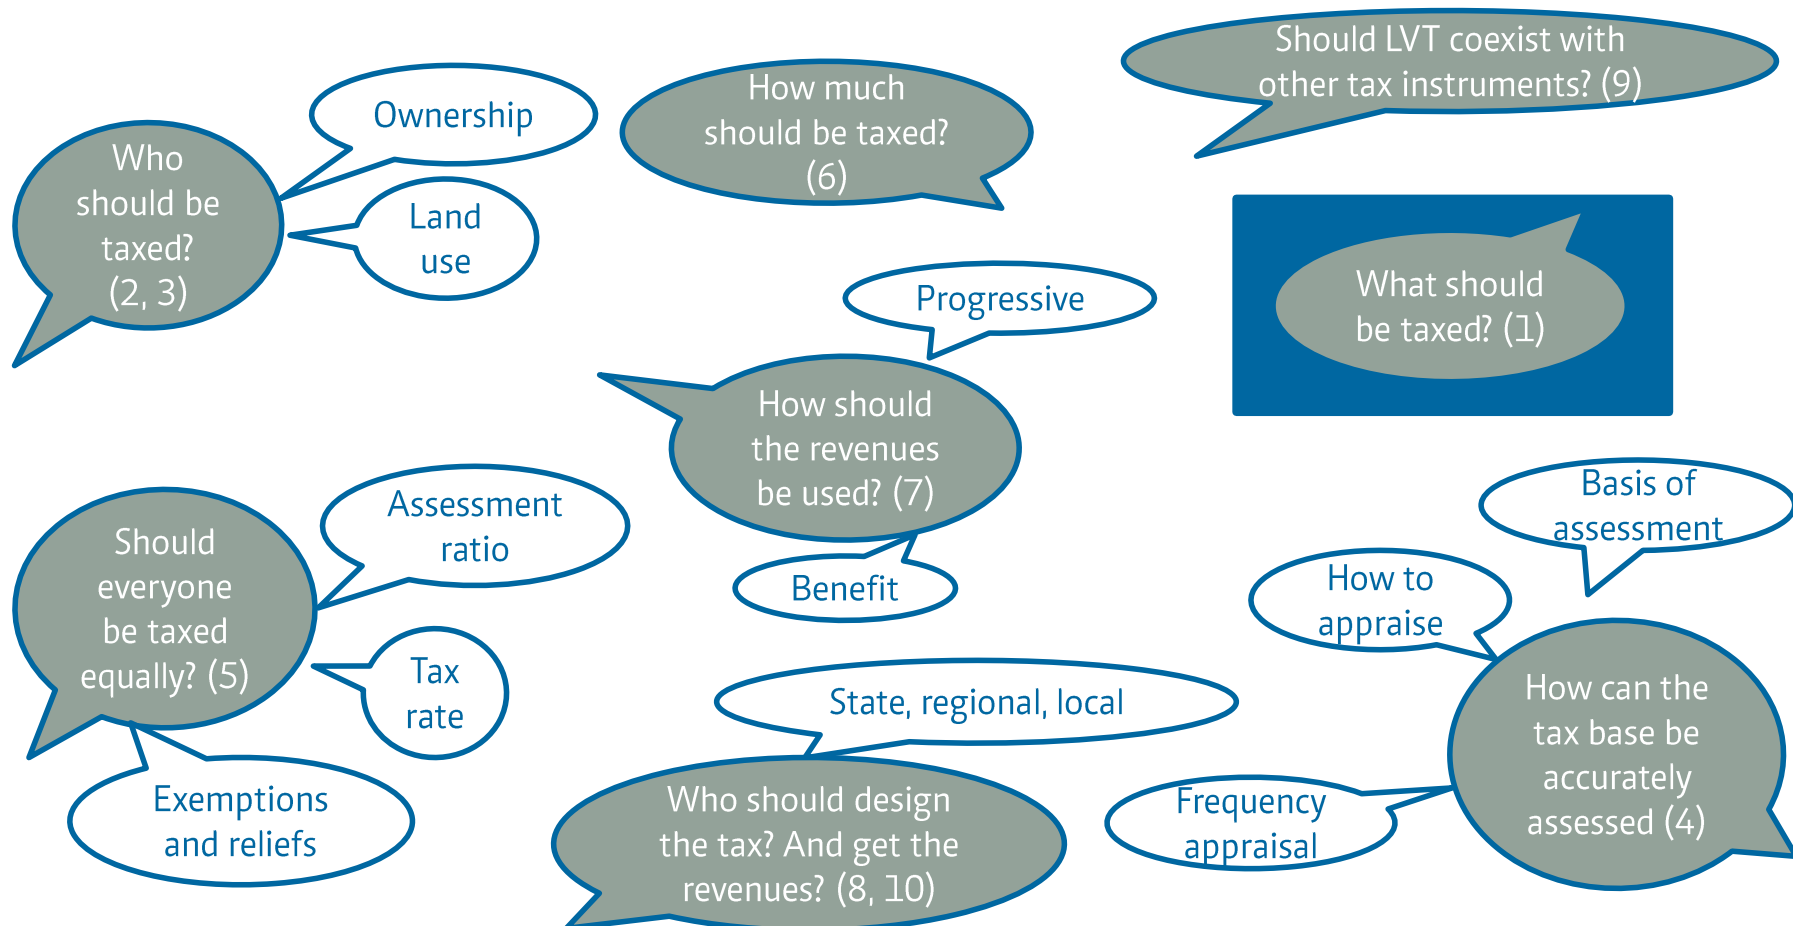 Who
should be
taxed?
(2, 3)
Ownership
Land
use
How much
should be taxed?
(6)
Should LVT coexist with
other tax instruments? (9)
What should
be taxed? (1)
Progressive
How should
the revenues
be used? (7)
Benefit
Should
everyone
be taxed
equally? (5)
Assessment
ratio
Tax
rate
Exemptions
and reliefs
State, regional, local
Who should design
the tax? And get the
revenues? (8, 10)
Basis of
assessment
How to
appraise
Frequency
appraisal
How can the
tax base be
accurately
assessed (4)